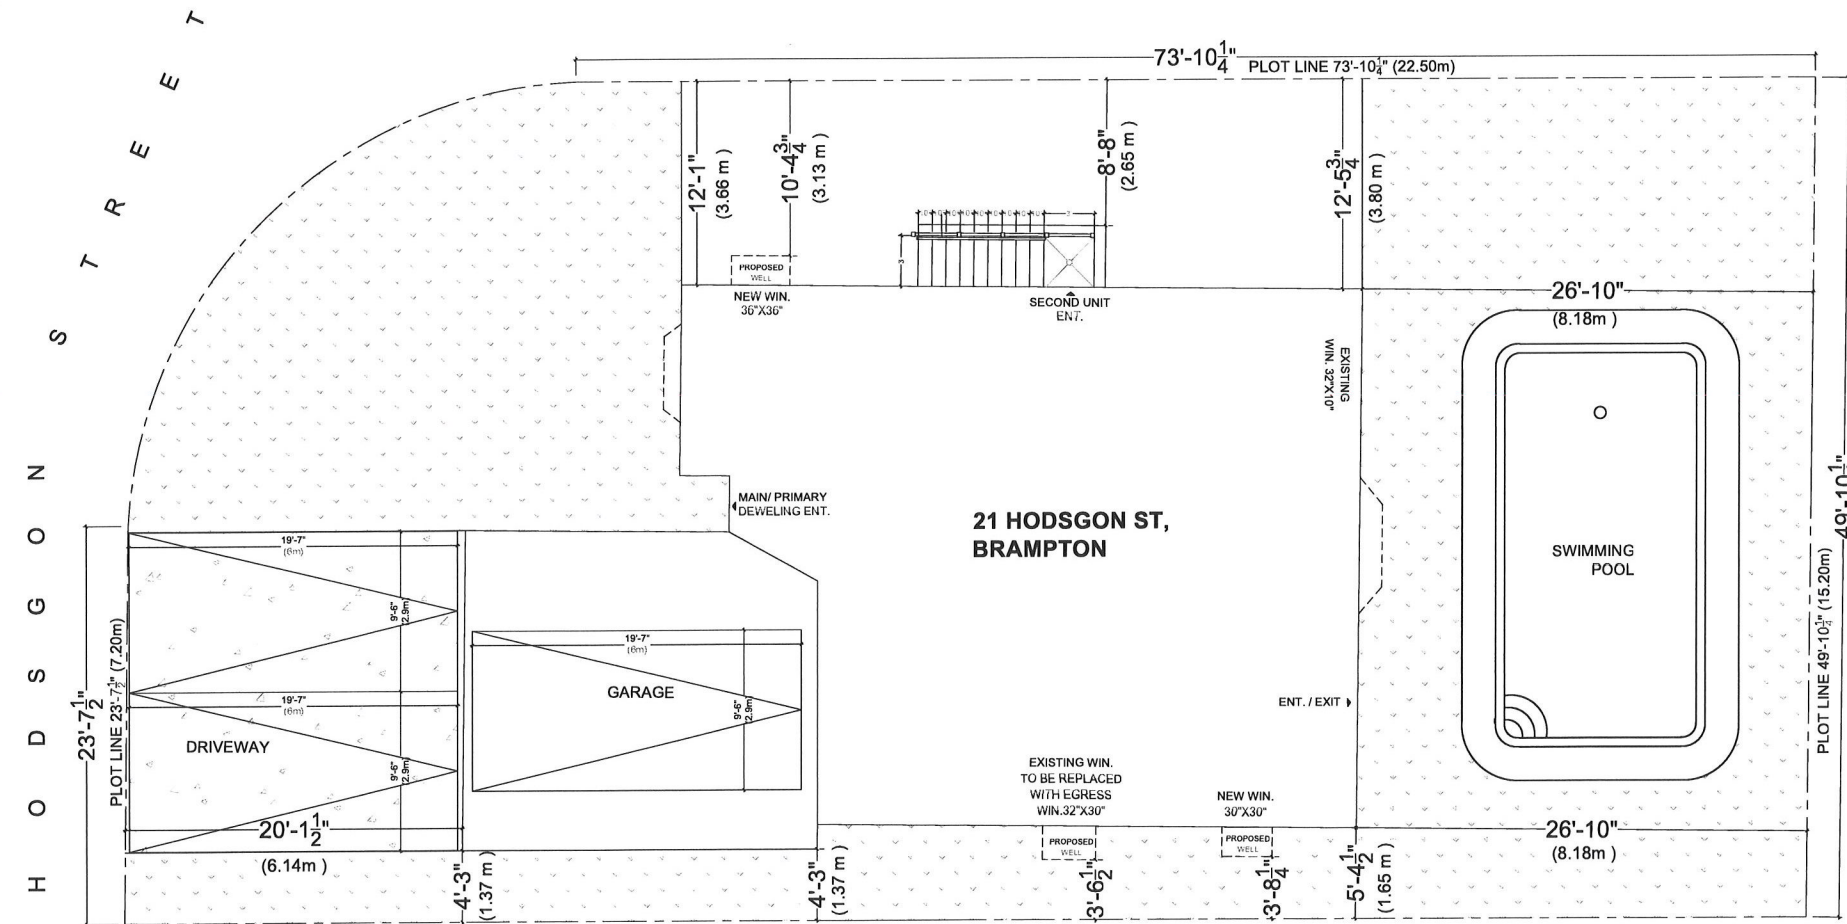 HODSGON STREET
73'-10 1/4"
PLOT LINE 73'-10 1/4" (22.50m)
12'-1"
(3.66 m )
10'-4 3/4"
(3.13 m )
8'-8"
(2.65 m )
12'-5 3/4"
(3.80 m )
3
3
PROPOSED
WELL
NEW WIN.
36"X36"
SECOND UNIT
ENT.
26'-10"
(8.18m )
EXISTING
WIN. 32"X10"
MAIN/ PRIMARY
DEWELING ENT.
21 HODSGON ST,
BRAMPTON
SWIMMING
POOL
49'-10 1/4"
PLOT LINE 49'-10 1/4" (15.20m)
23'-7 1/2"
PLOT LINE 23'-7 1/2" (7.20m)
19'-7"
(6m)
9'-6"
(2.9m)
19'-7"
(6m)
9'-6"
(2.9m)
DRIVEWAY
19'-7"
(6m)
9'-6"
(2.9m)
GARAGE
ENT. / EXIT
EXISTING WIN.
TO BE REPLACED
WITH EGRESS
WIN.32"X30"
NEW WIN.
30"X30"
PROPOSED
WELL
PROPOSED
WELL
20'-1 1/2"
(6.14m )
4'-3"
(1.37 m )
4'-3"
(1.37 m )
3'-6 1/2"
3'-8 1/4"
5'-4 1/2"
(1.65 m )
26'-10"
(8.18m )